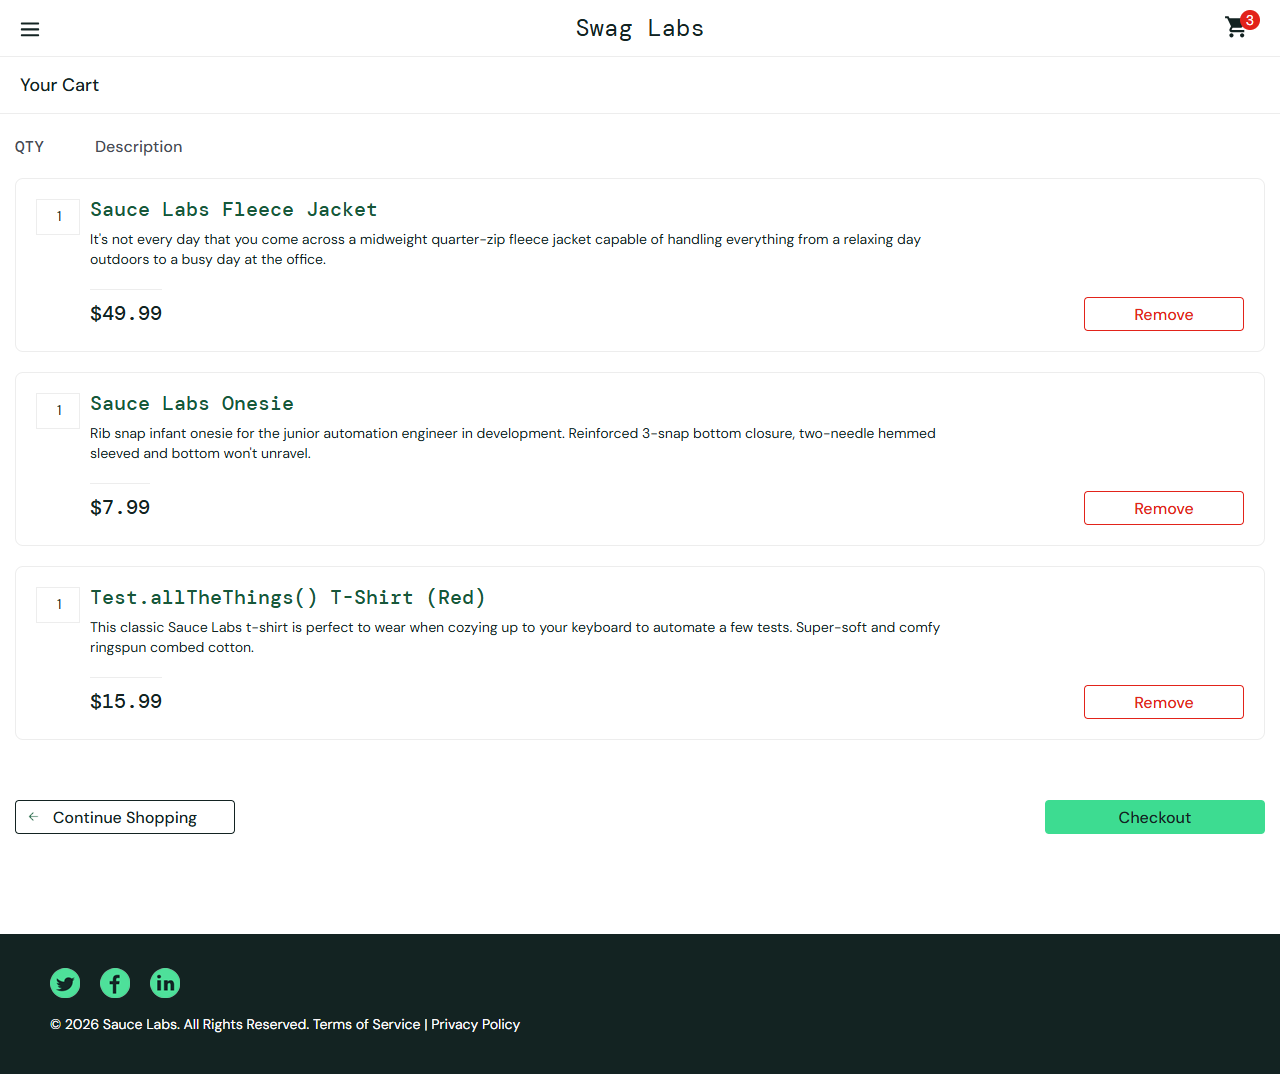 Swag Labs
3
Your Cart
QTY Description
1
Sauce Labs Fleece Jacket
It's not every day that you come across a midweight quarter-zip fleece jacket capable of handling everything from a relaxing day
outdoors to a busy day at the office.
$49.99
Remove
1
Sauce Labs Onesie
Rib snap infant onesie for the junior automation engineer in development. Reinforced 3-snap bottom closure, two-needle hemmed
sleeved and bottom won't unravel.
$7.99
Remove
1
Test.allTheThings() T-Shirt (Red)
This classic Sauce Labs t-shirt is perfect to wear when cozying up to your keyboard to automate a few tests. Super-soft and comfy
ringspun combed cotton.
$15.99
Remove
Continue Shopping
Checkout
© 2026 Sauce Labs. All Rights Reserved. Terms of Service | Privacy Policy